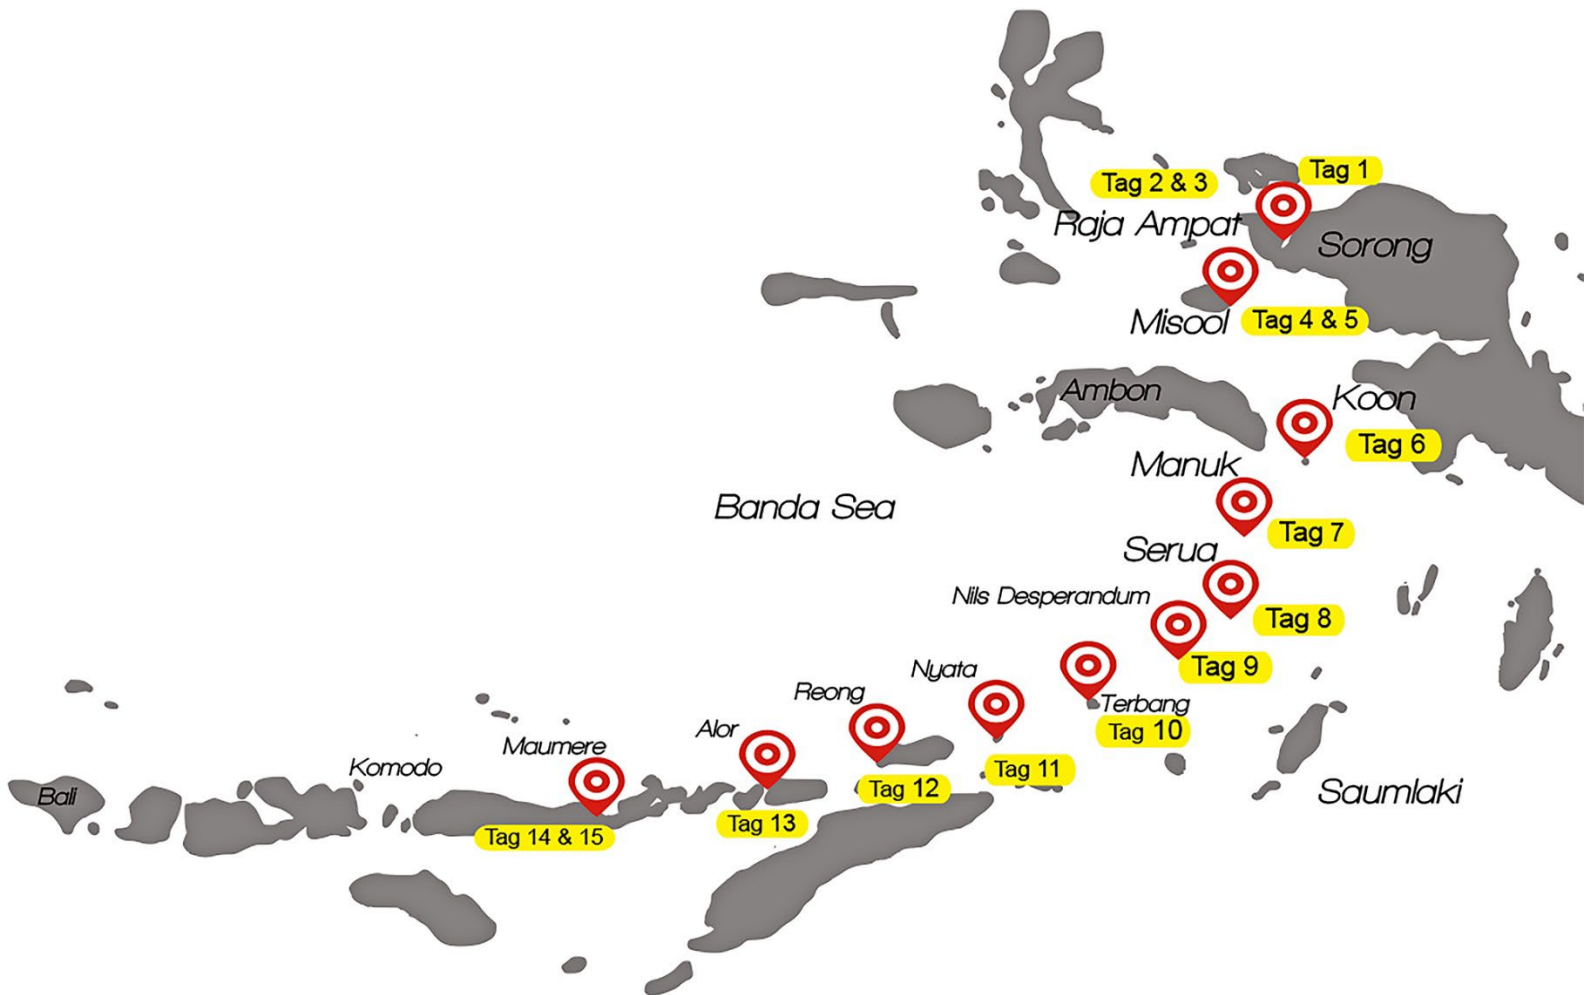 Tag 1
Tag 2 & 3
Raja Ampat
Sorong
Misool
Tag 4 & 5
Ambon
Koon
Tag 6
Manuk
Banda Sea
Tag 7
Serua
Nils Desperandum
Tag 8
Tag 9
Nyata
Reong
Terbang
Tag 10
Alor
Maumere
Komodo
Tag 11
Tag 12
Bali
Saumlaki
Tag 13
Tag 14 & 15